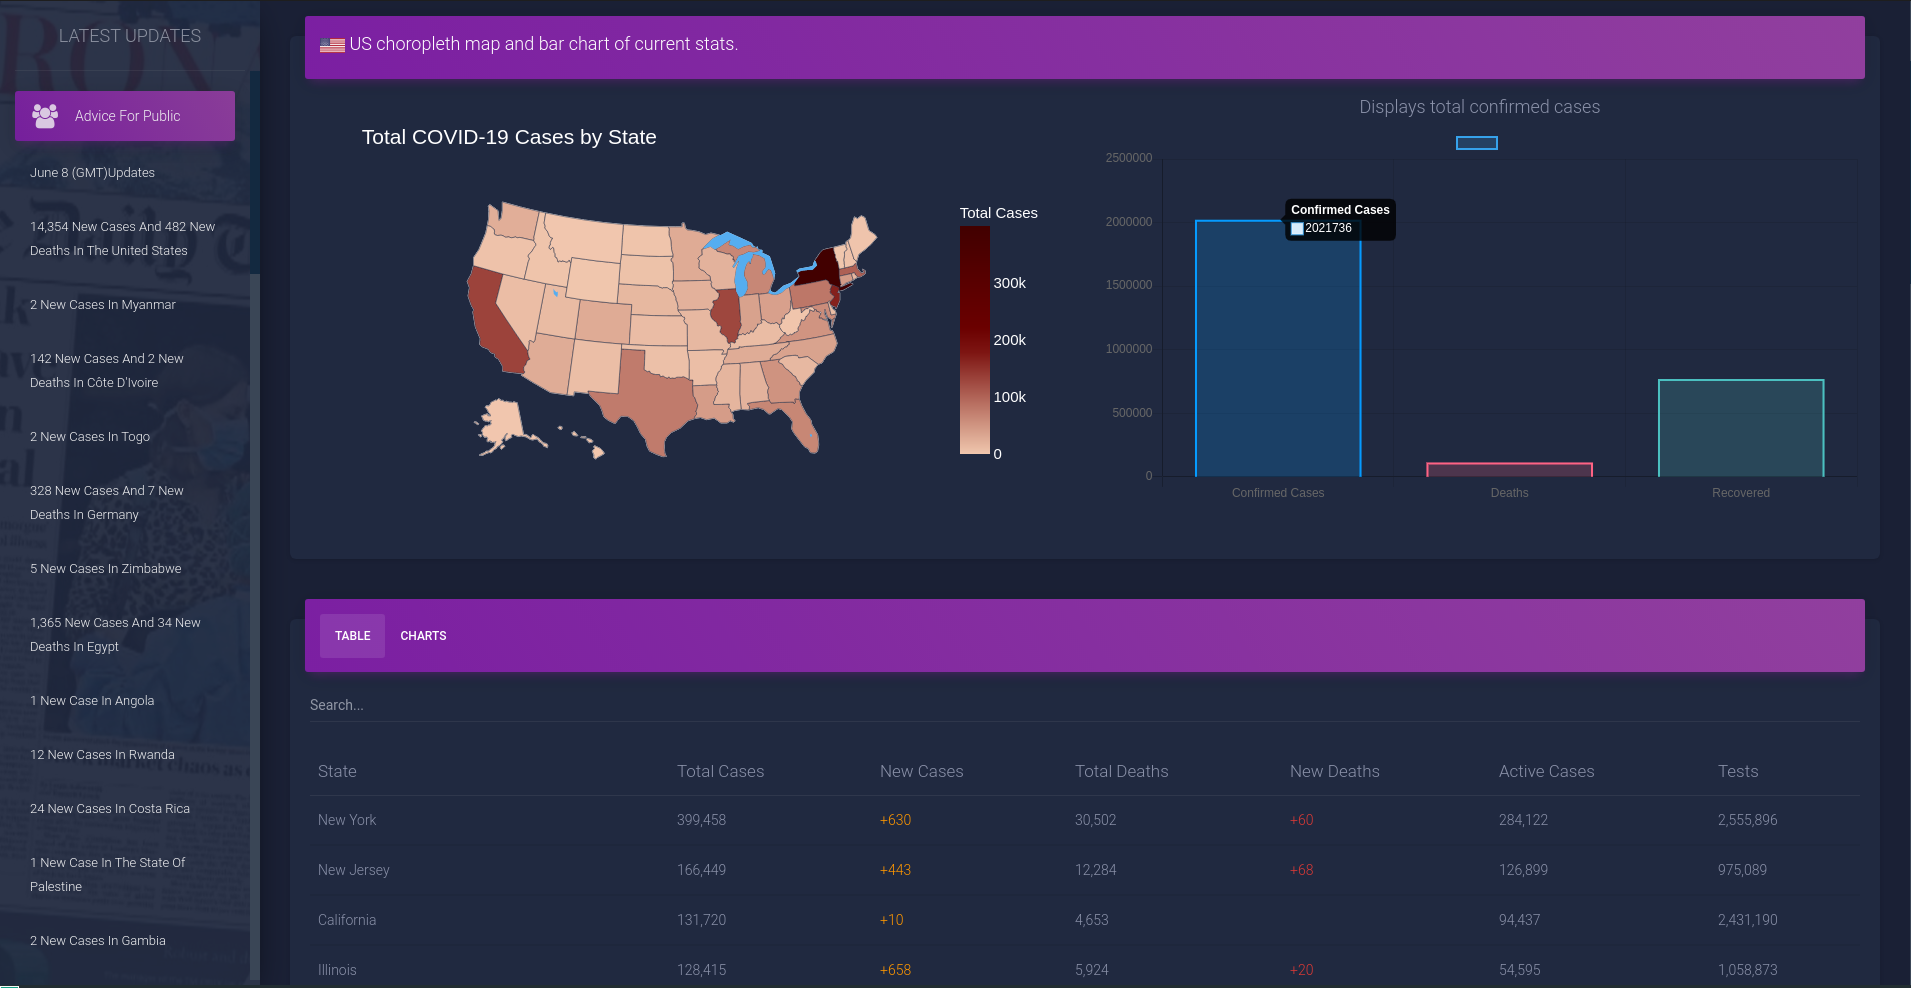 LATEST UPDATES
Advice For Public
June 8 (GMT)Updates
14,354 New Cases And 482 New
Deaths In The United States
2 New Cases In Myanmar
142 New Cases And 2 New
Deaths In Côte D'Ivoire
2 New Cases In Togo
328 New Cases And 7 New
Deaths In Germany
5 New Cases In Zimbabwe
1,365 New Cases And 34 New
Deaths In Egypt
1 New Case In Angola
12 New Cases In Rwanda
24 New Cases In Costa Rica
1 New Case In The State Of
Palestine
2 New Cases In Gambia
US choropleth map and bar chart of current stats.
Total COVID-19 Cases by State
Total Cases
300k
200k
100k
0
Displays total confirmed cases
2500000
2000000
1500000
1000000
500000
0
Confirmed Cases
2021736
Confirmed Cases Deaths Recovered
TABLE CHARTS
Search...
State Total Cases New Cases Total Deaths New Deaths Active Cases Tests
New York 399,458 +630 30,502 +60 284,122 2,555,896
New Jersey 166,449 +443 12,284 +68 126,899 975,089
California 131,720 +10 4,653 94,437 2,431,190
Illinois 128,415 +658 5,924 +20 54,595 1,058,873